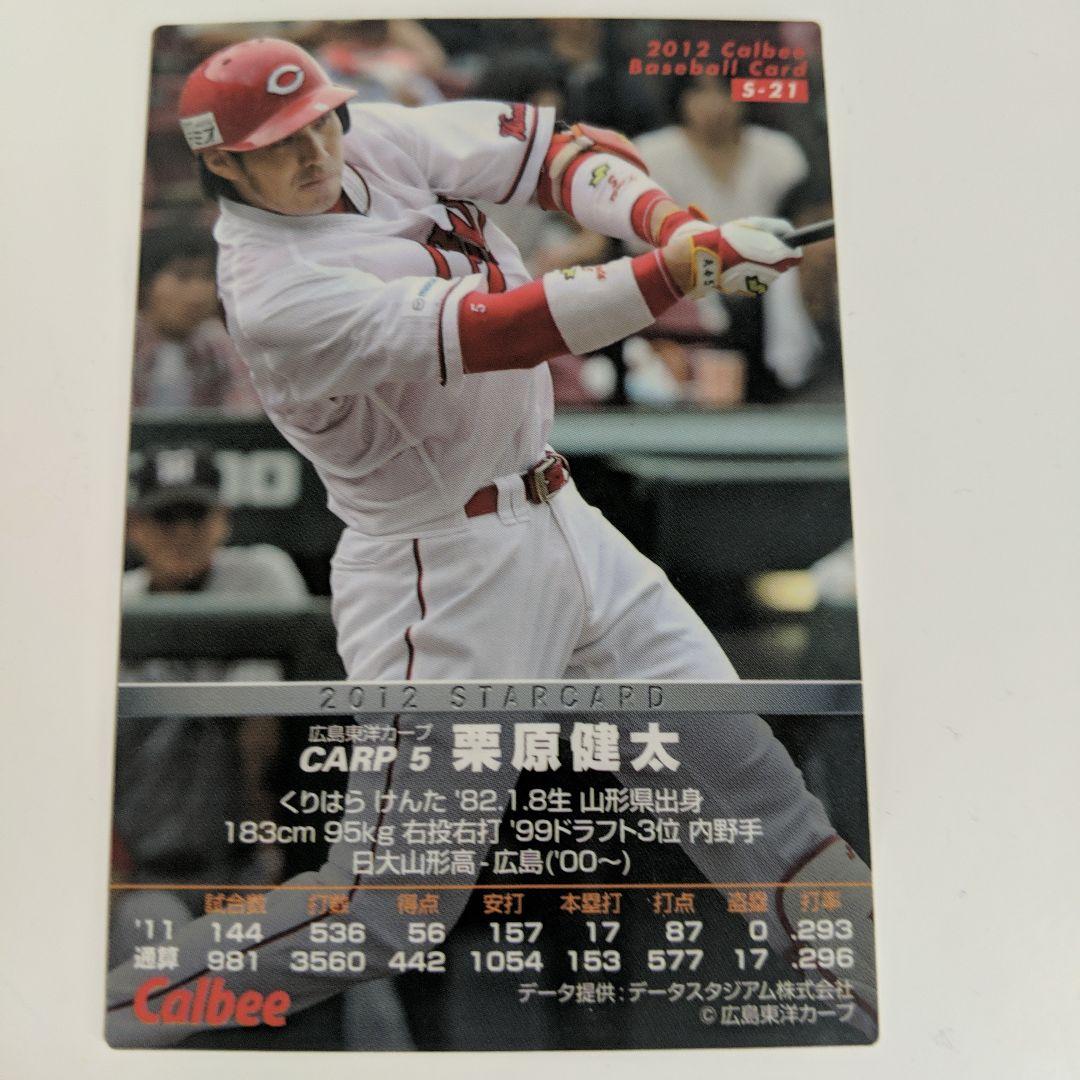 2012 Calbee
Baseball Card
S-21
C
5
10
2012 STARCARD
広島東洋カープ
CARP 5 栗原健太
くりはら けんた '82.1.8生 山形県出身
183cm 95kg 右投右打 '99ドラフト3位 内野手
日大山形高-広島('00〜)
試合数 打数 得点 安打 本塁打 打点 盗塁 打率
'11 144 536 56 157 17 87 0 .293
通算 981 3560 442 1054 153 577 17 .296
Calbee
データ提供:データスタジアム株式会社
©広島東洋カープ